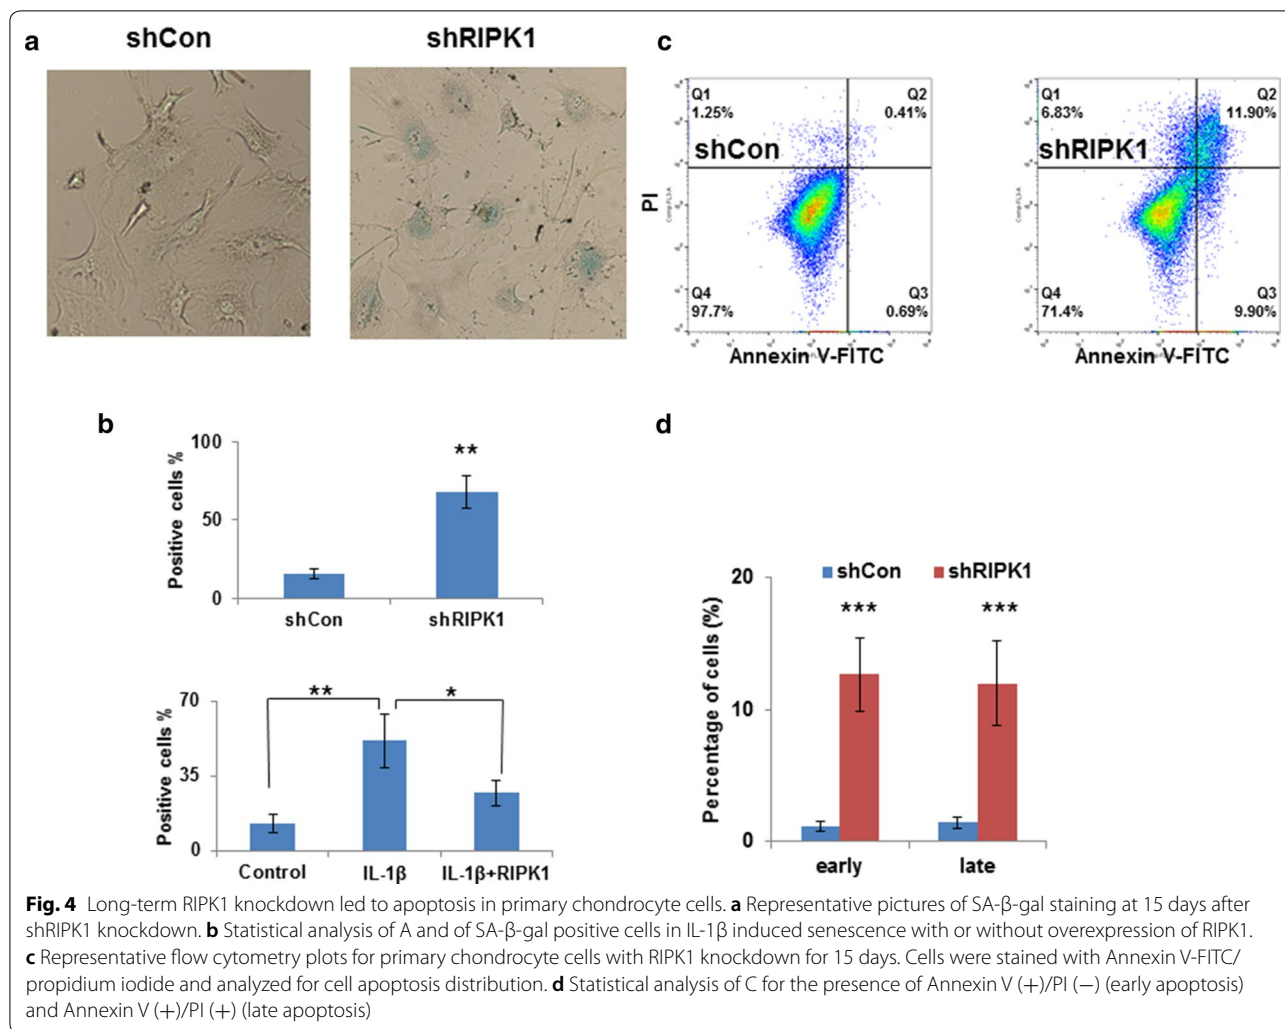 a
shCon
shRIPK1
c
Q1
1.25%
Q2
0.41%
shCon
Q4
97.7%
Q3
0.69%
PI
Annexin V-FITC
Q1
6.83%
Q2
11.90%
shRIPK1
Q4
71.4%
Q3
9.90%
Annexin V-FITC
b
Positive cells %
100
50
0
**
shCon
shRIPK1
Positive cells %
70
35
0
**
*
Control
IL-1β
IL-1β+RIPK1
d
shCon
shRIPK1
Percentage of cells (%)
20
10
0
***
***
early
late
Fig. 4 Long-term RIPK1 knockdown led to apoptosis in primary chondrocyte cells. a Representative pictures of SA-β-gal staining at 15 days after
shRIPK1 knockdown. b Statistical analysis of A and of SA-β-gal positive cells in IL-1β induced senescence with or without overexpression of RIPK1.
c Representative flow cytometry plots for primary chondrocyte cells with RIPK1 knockdown for 15 days. Cells were stained with Annexin V-FITC/
propidium iodide and analyzed for cell apoptosis distribution. d Statistical analysis of C for the presence of Annexin V (+)/PI (−) (early apoptosis)
and Annexin V (+)/PI (+) (late apoptosis)